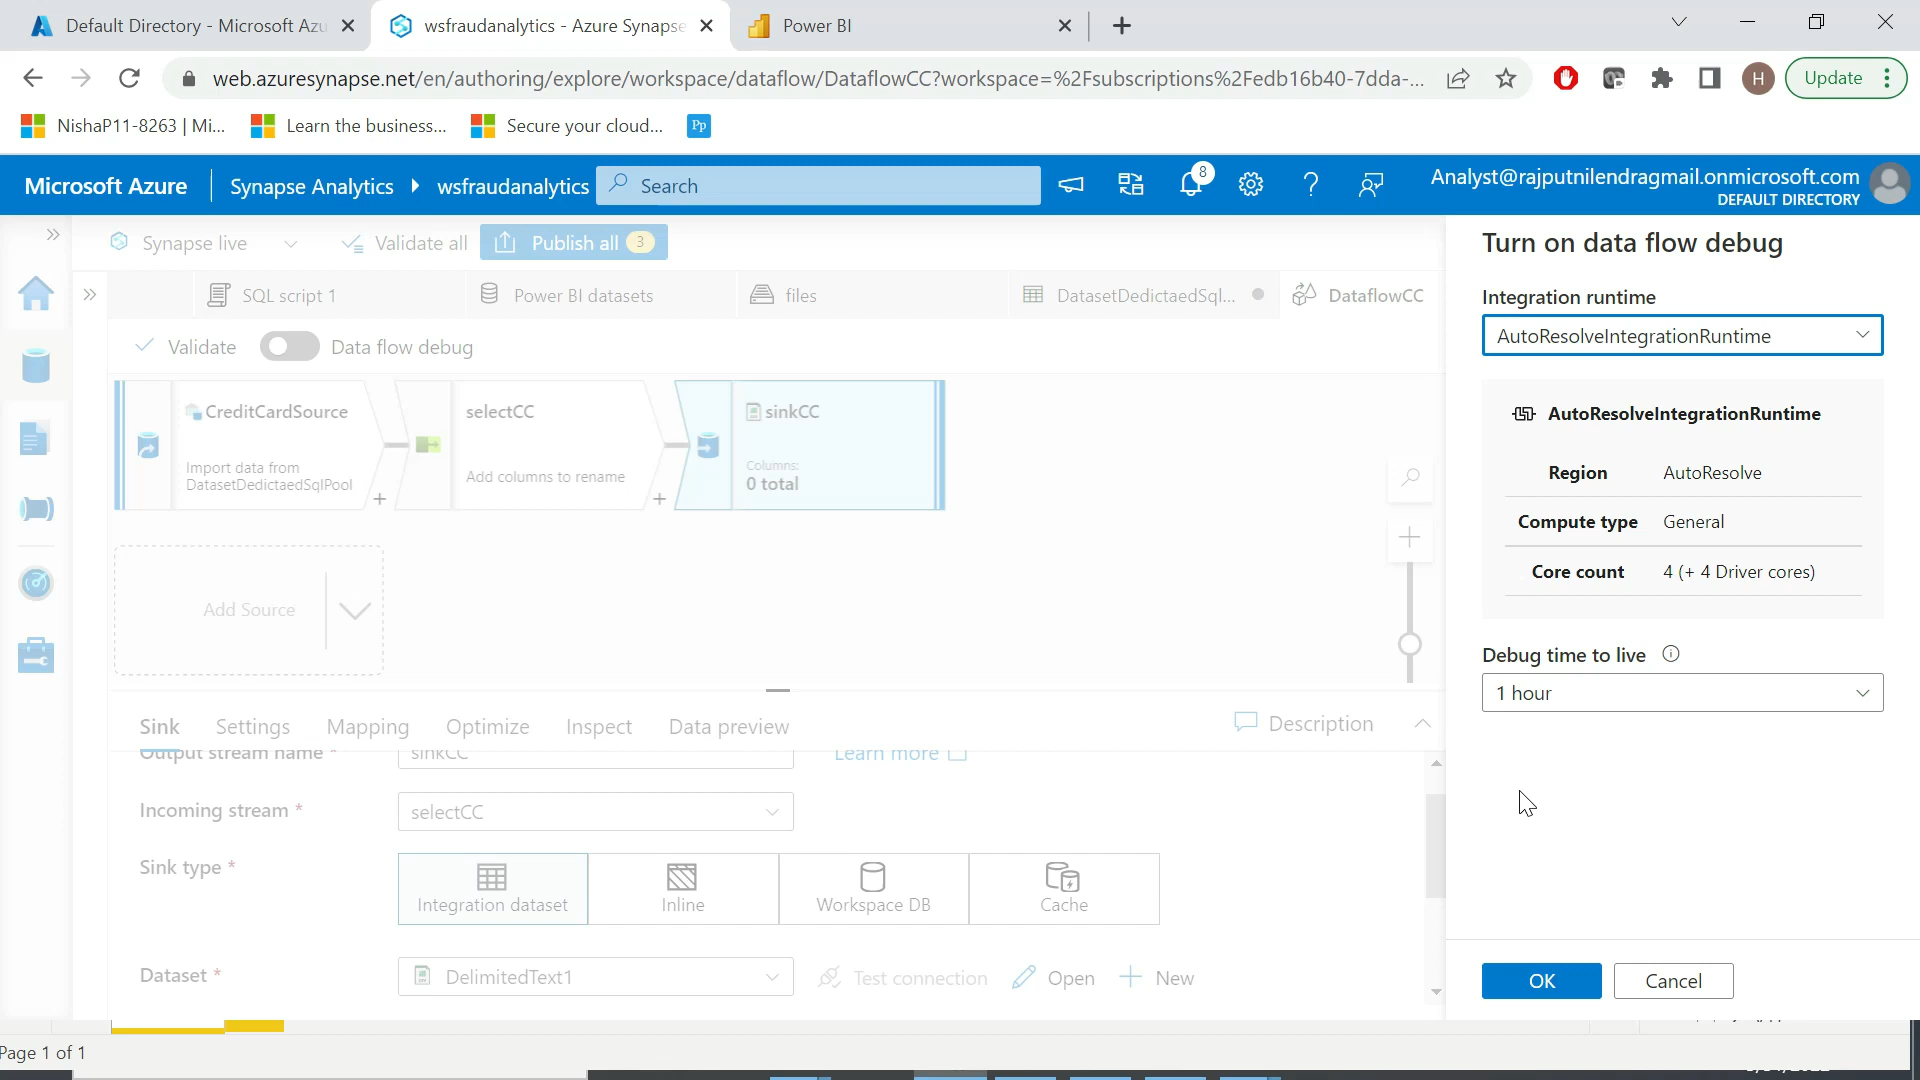 Default Directory - Microsoft Azu
wsfraudanalytics - Azure Synapse
Power BI
web.azuresynapse.net/en/authoring/explore/workspace/dataflow/DataflowCC?workspace=%2Fsubscriptions%2Fedb16b40-7dda-...
H
Update
NishaP11-8263 | Mi...
Learn the business...
Secure your cloud...
Pp
Microsoft Azure
Synapse Analytics
wsfraudanalytics
Search
8
Analyst@rajputnilendragmail.onmicrosoft.com
DEFAULT DIRECTORY
Synapse live
Validate all
Publish all
3
SQL script 1
Power BI datasets
files
DatasetDedictaedSql...
DataflowCC
Validate
Data flow debug
CreditCardSource
Import data from
DatasetDedictaedSqlPool
+
selectCC
Add columns to rename
+
sinkCC
Columns:
0 total
Add Source
Sink
Settings
Mapping
Optimize
Inspect
Data preview
Description
Output stream name *
sinkCC
Learn more
Incoming stream *
selectCC
Sink type *
Integration dataset
Inline
Workspace DB
Cache
Dataset *
DelimitedText1
Test connection
Open
New
Turn on data flow debug
Integration runtime
AutoResolveIntegrationRuntime
AutoResolveIntegrationRuntime
Region AutoResolve
Compute type General
Core count 4 (+ 4 Driver cores)
Debug time to live
1 hour
OK
Cancel
Page 1 of 1